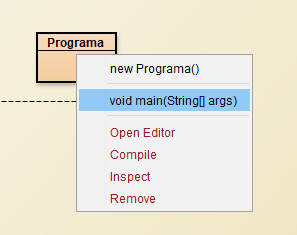 Programa
new Programa()
void main(String[] args)
Open Editor
Compile
Inspect
Remove